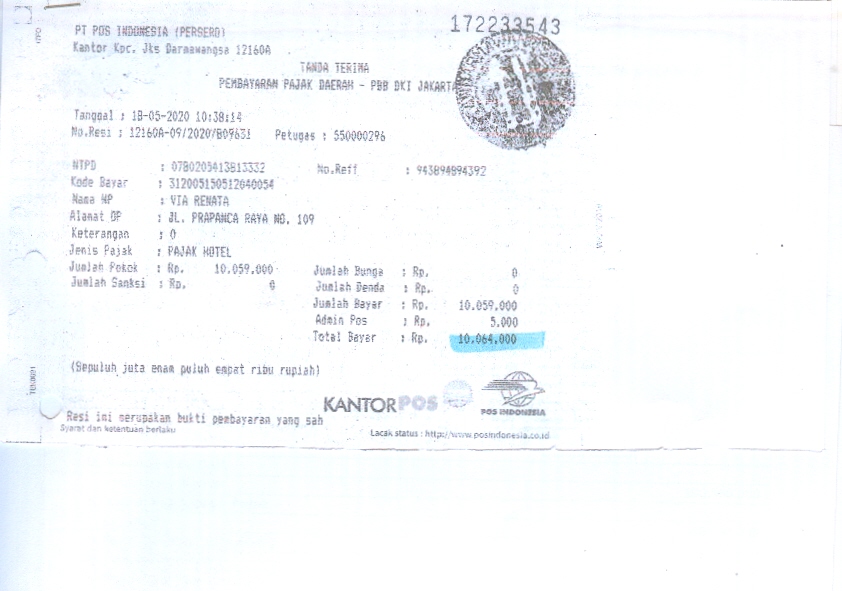 172233543
PT POS INDONESIA (PERSERO)
Kantor Kpc. Jks Darmawangsa 12160A
TANDA TERIMA
PEMBAYARAN PAJAK DAERAH - PBB DKI JAKARTA
Tanggal : 18-05-2020 10:38:14
No.Resi : 12160A-09/2020/B09631 Petugas : 550000296
NTPD : 0780205413813332 No.Reff : 943894894392
Kode Bayar : 312005150512640054
Nama WP : VIA RENATA
Alamat OP : JL. PRAPANCA RAYA NO. 109
Keterangan : 0
Jenis Pajak : PAJAK HOTEL
Jumlah Pokok : Rp. 10.059.000 Jumlah Bunga : Rp. 0
Jumlah Sanksi : Rp. 0 Jumlah Denda : Rp. 0
Jumlah Bayar : Rp. 10.059.000
Admin Pos : Rp. 5.000
Total Bayar : Rp. 10.064.000
(Sepuluh juta enam puluh empat ribu rupiah)
KANTORPOS
POS INDONESIA
Resi ini merupakan bukti pembayaran yang sah
Syarat dan ketentuan berlaku
Lacak status : http://www.posindonesia.co.id